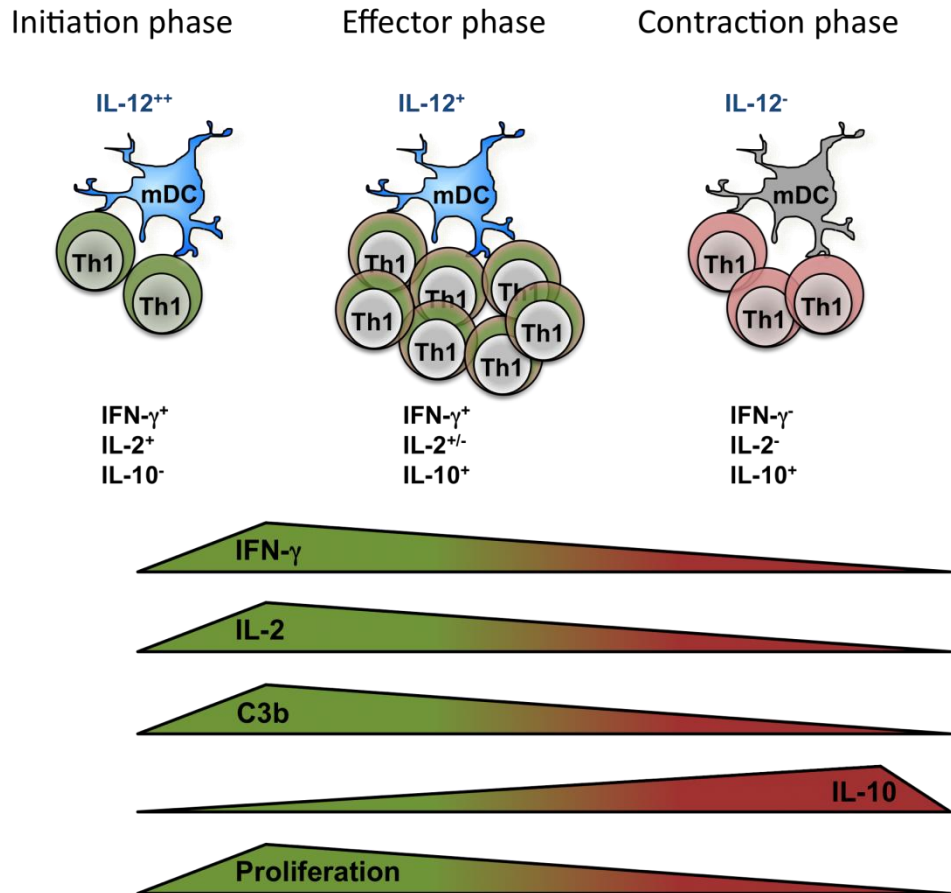 Initiation phase
Effector phase
Contraction phase
IL-12⁺⁺
IL-12⁺
IL-12⁻
mDC
mDC
mDC
Th1
Th1
Th1
Th1
Th1
Th1
Th1
Th1
Th1
Th1
Th1
Th1
IFN-γ⁺
IL-2⁺
IL-10⁻
IFN-γ⁺
IL-2⁺/⁻
IL-10⁺
IFN-γ⁻
IL-2⁻
IL-10⁺
IFN-γ
IL-2
C3b
IL-10
Proliferation